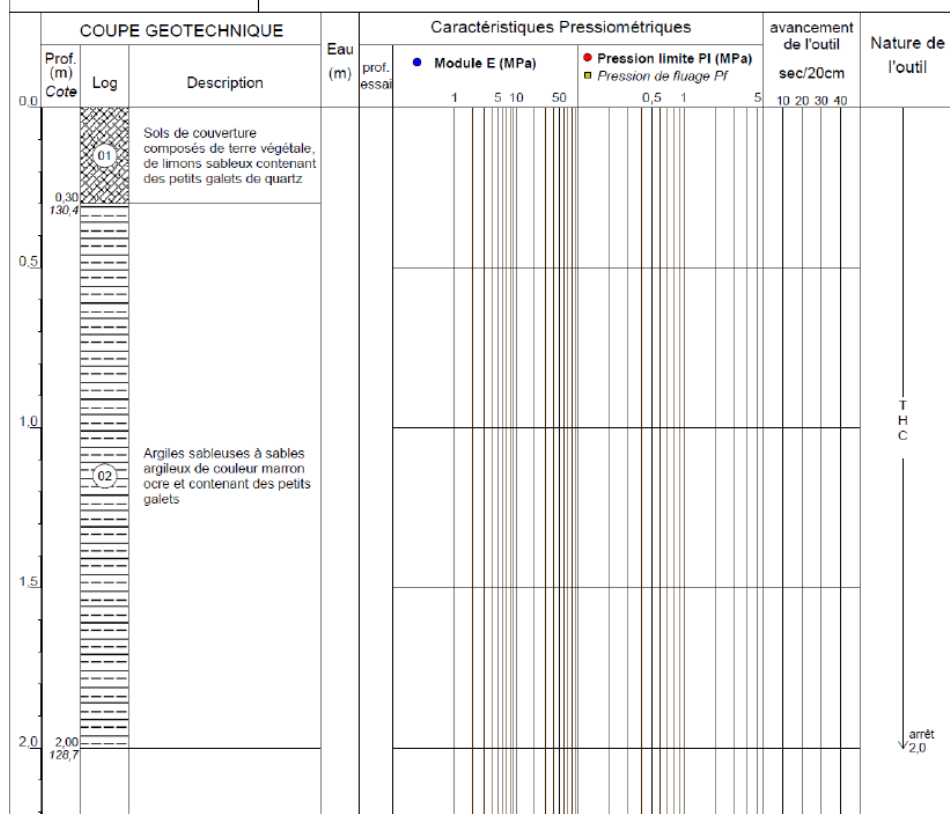 COUPE GEOTECHNIQUE
Eau
(m)
Caractéristiques Pressiométriques
avancement
de l'outil
sec/20cm
Nature de
l'outil
Prof.
(m)
Cote
Log
Description
prof.
essai
Module E (MPa)
Pression limite Pl (MPa)
Pression de fluage Pf
1 5 10 50
0,5 1 5
10 20 30 40
0,0
01
Sols de couverture
composés de terre végétale,
de limons sableux contenant
des petits galets de quartz
0,30
130,4
0,5
1,0
T
H
C
02
Argiles sableuses à sables
argileux de couleur marron
ocre et contenant des petits
galets
1,5
2,0
2,00
128,7
arrêt
2,0